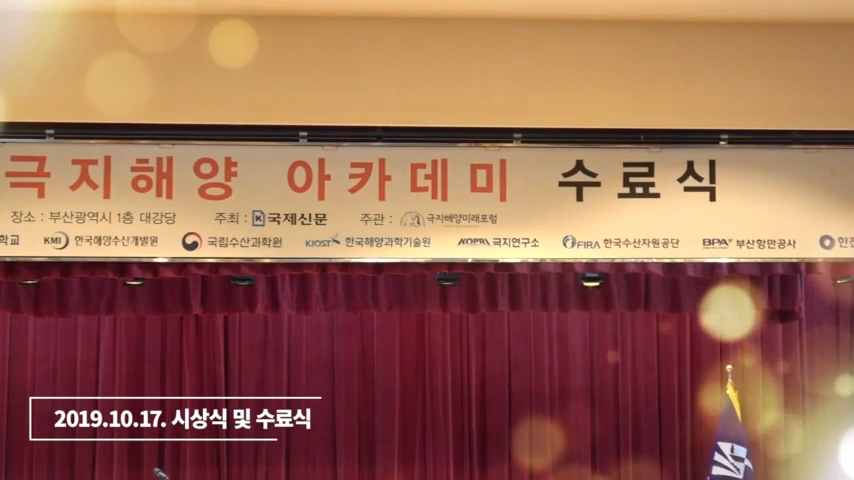 극지해양 아카데미 수료식
장소 : 부산광역시 1층 대강당 주최 : K 국제신문 주관 : 극지해양미래포럼
학교 KMI 한국해양수산개발원 국립수산과학원 KIOST 한국해양과학기술원 KOPRI 극지연구소 FIRA 한국수산자원공단 BPA 부산항만공사
2019.10.17. 시상식 및 수료식